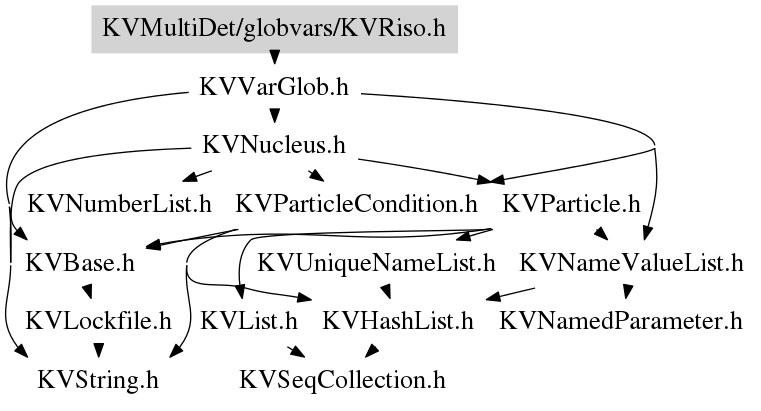 KVMultiDet/globvars/KVRiso.h
KVVarGlob.h
KVNucleus.h
KVNumberList.h KVParticleCondition.h KVParticle.h
KVBase.h KVUniqueNameList.h KVNameValueList.h
KVLockfile.h KVList.h KVHashList.h KVNamedParameter.h
KVString.h KVSeqCollection.h